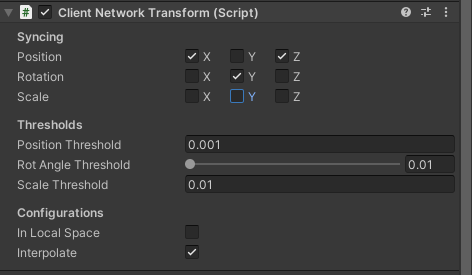 Client Network Transform (Script)
Syncing
Position X Y Z
Rotation X Y Z
Scale X Y Z
Thresholds
Position Threshold 0.001
Rot Angle Threshold 0.01
Scale Threshold 0.01
Configurations
In Local Space
Interpolate